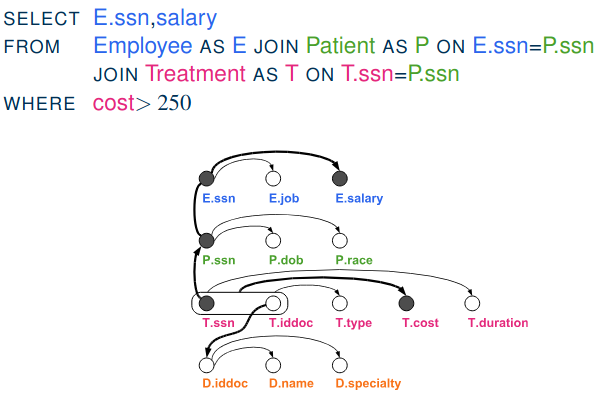 SELECT E.ssn,salary
FROM Employee AS E JOIN Patient AS P ON E.ssn=P.ssn
JOIN Treatment AS T ON T.ssn=P.ssn
WHERE cost> 250
E.ssn E.job E.salary
P.ssn P.dob P.race
T.ssn T.iddoc T.type T.cost T.duration
D.iddoc D.name D.specialty